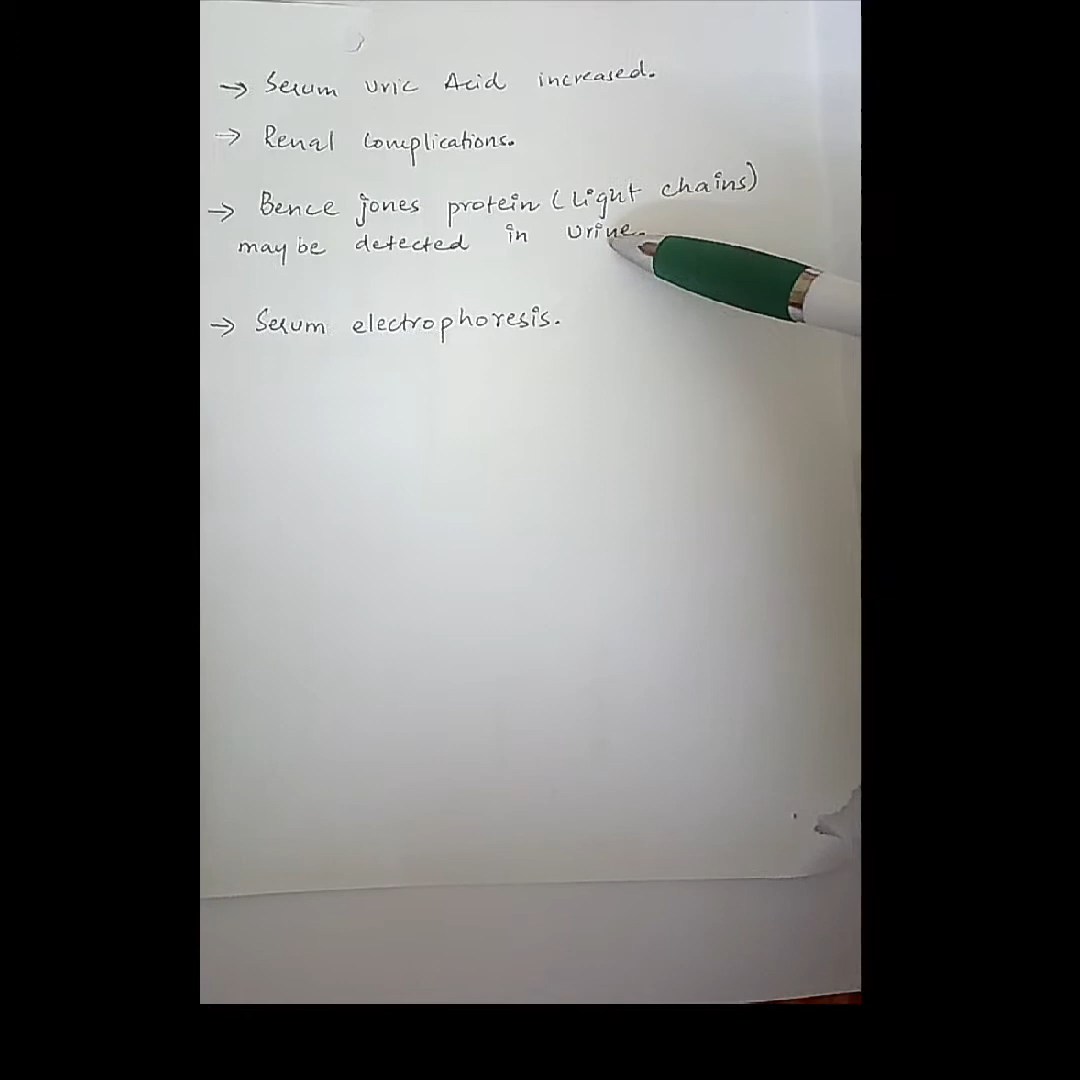 → Serum uric Acid increased.
→ Renal complications.
→ Bence jones protein (Light chains)
may be detected in urine.
→ Serum electrophoresis.